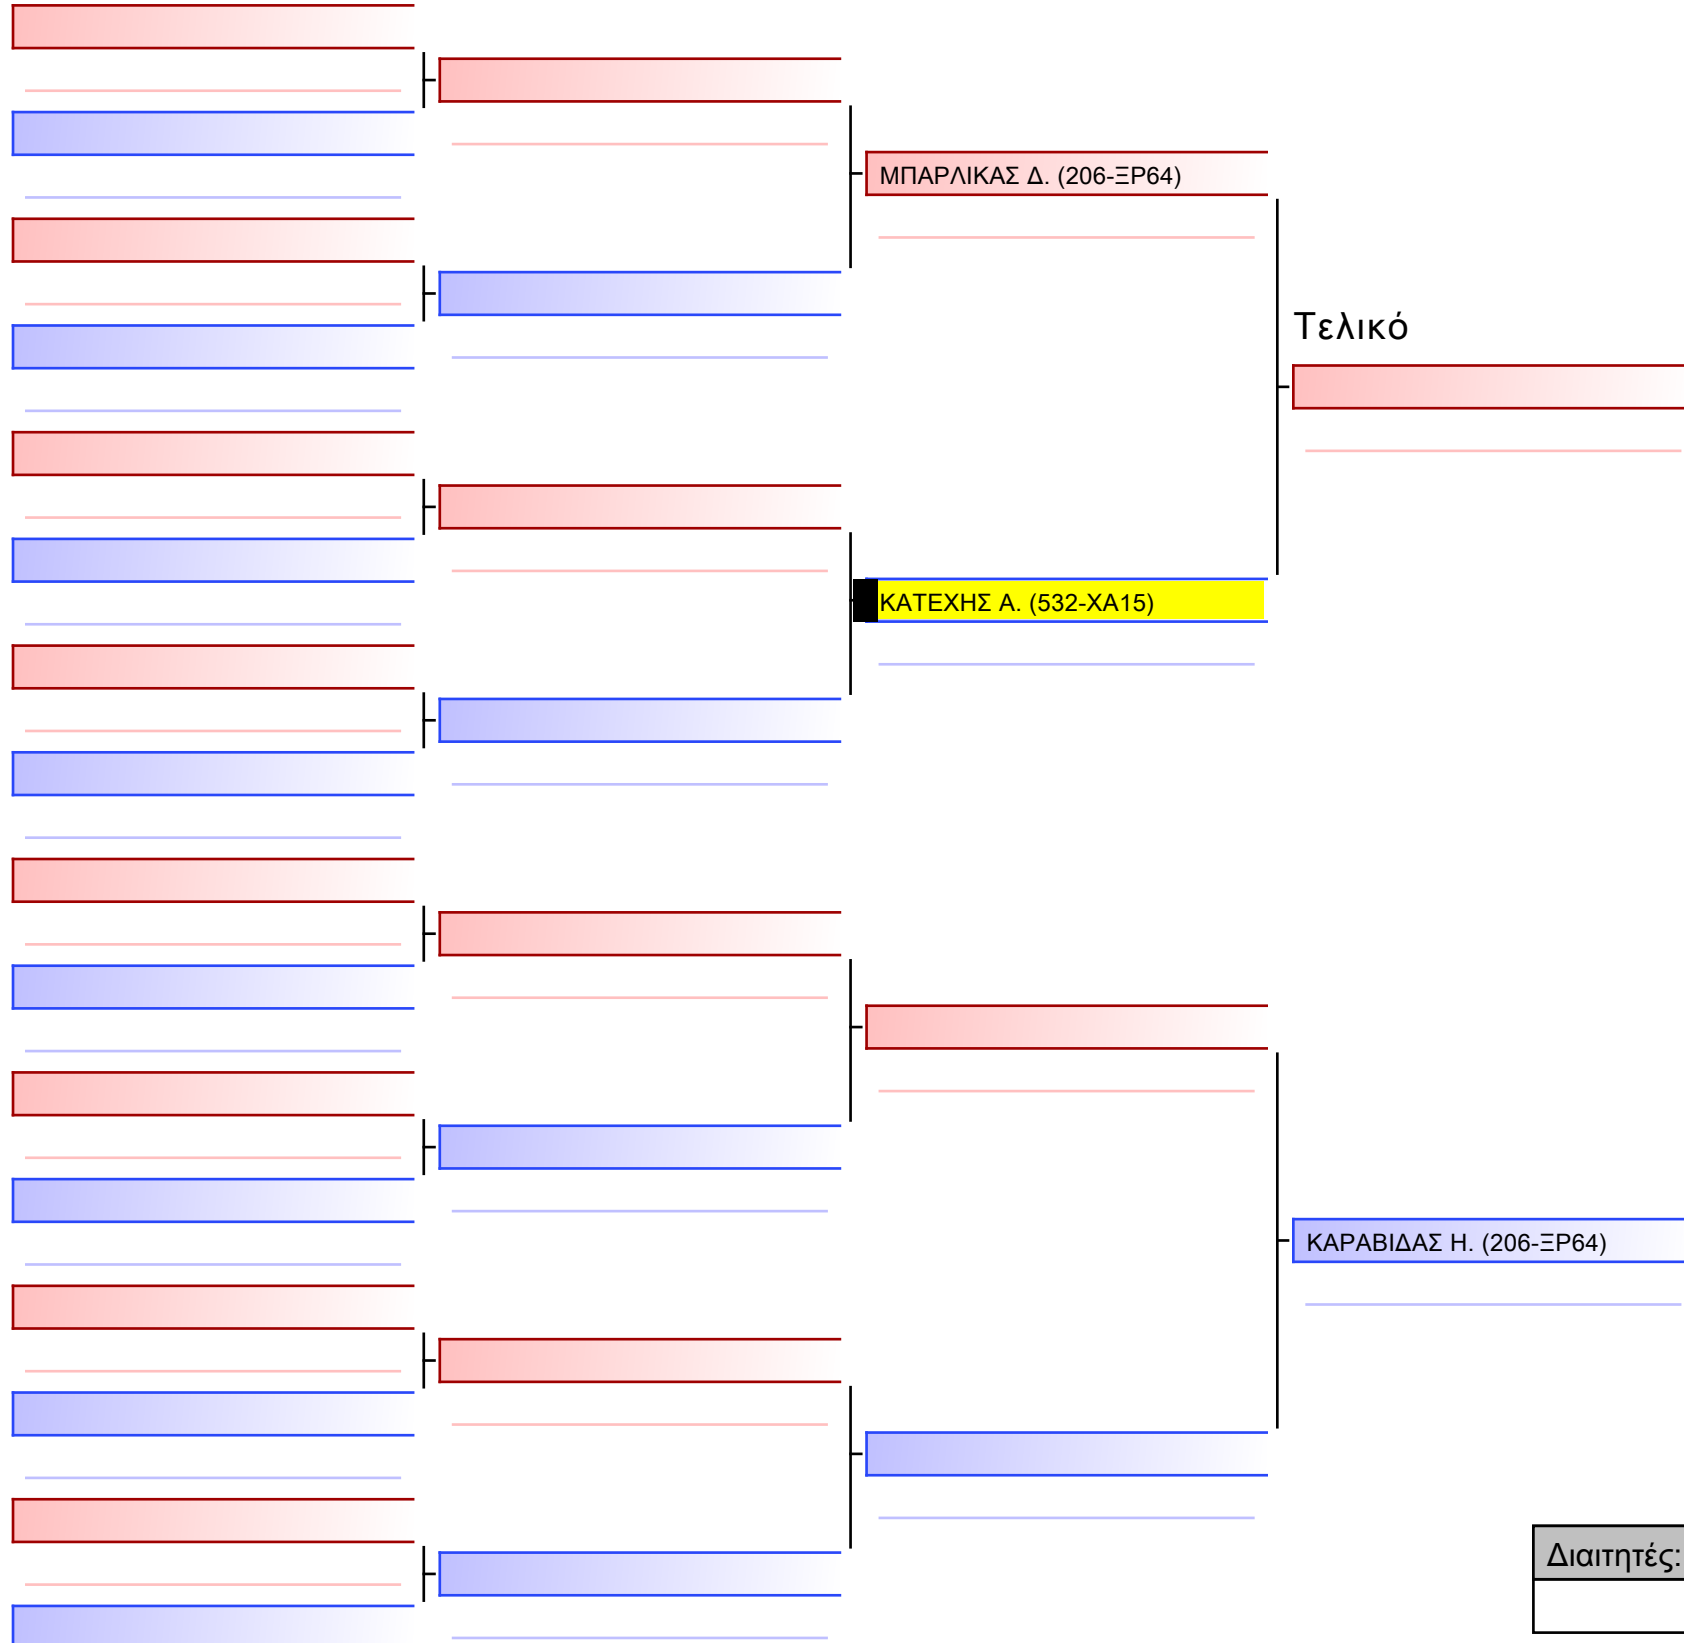 ΜΠΑΡΛΙΚΑΣ Δ. (206-ΞΡ64)
Τελικό
ΚΑΤΕΧΗΣ Α. (532-ΧΑ15)
ΚΑΡΑΒΙΔΑΣ Η. (206-ΞΡ64)
Διαιτητές: